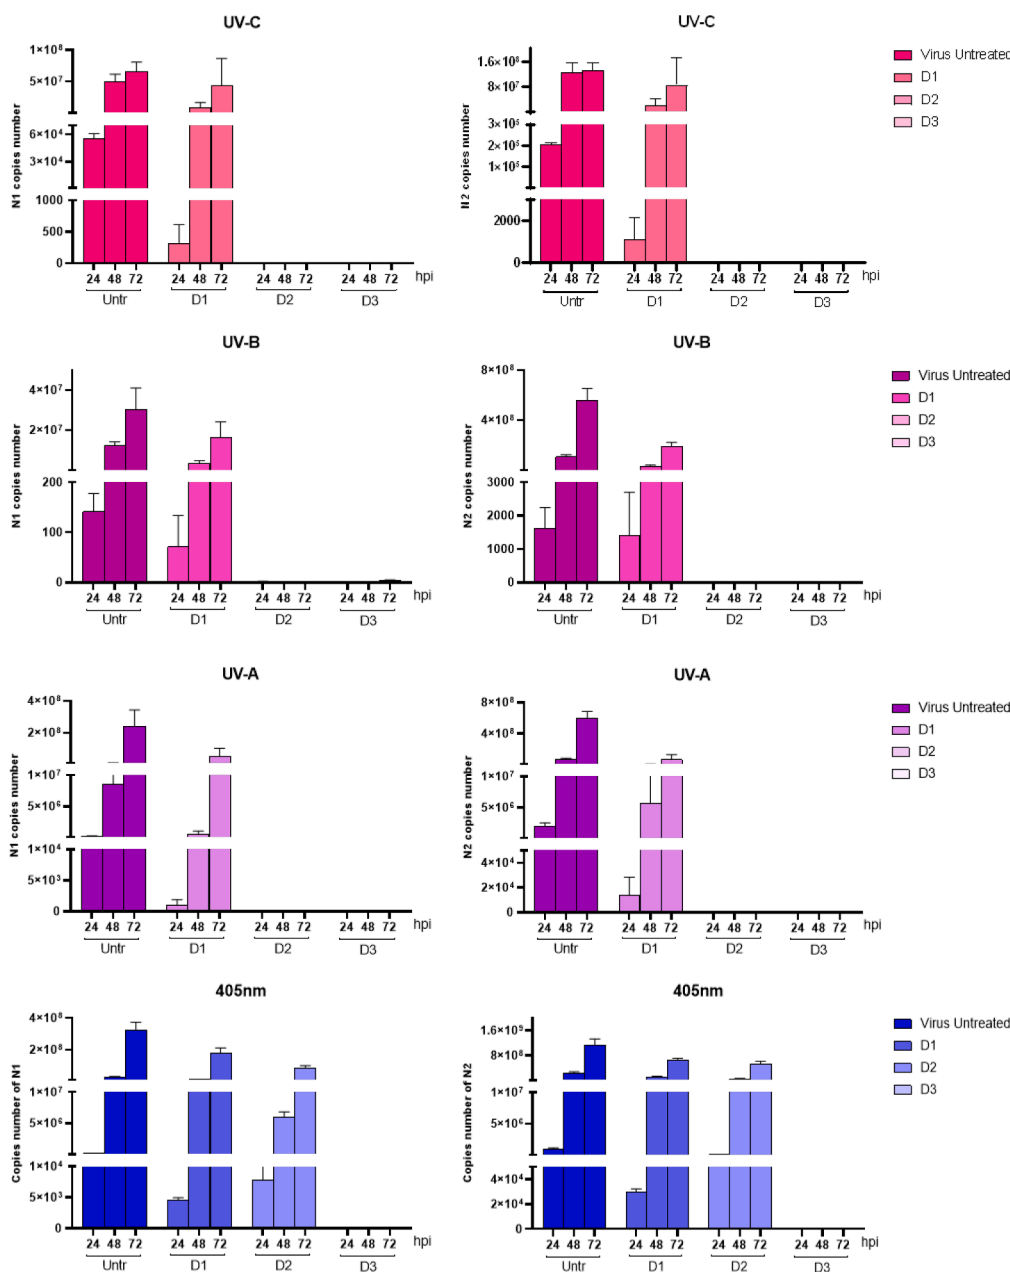 UV-C
N1 copies number
1×10⁸
5×10⁷
6×10⁴
3×10⁴
1000
500
0
24 48 72 24 48 72 24 48 72 24 48 72 hpi
Untr D1 D2 D3
UV-C
N2 copies number
1.6×10⁸
8×10⁷
3×10⁵
2×10⁵
1×10⁵
2000
0
24 48 72 24 48 72 24 48 72 24 48 72
Untr D1 D2 D3
Virus Untreated
D1
D2
D3
UV-B
N1 copies number
4×10⁷
2×10⁷
200
100
0
24 48 72 24 48 72 24 48 72 24 48 72 hpi
Untr D1 D2 D3
UV-B
N2 copies number
8×10⁸
4×10⁸
3000
2000
1000
0
24 48 72 24 48 72 24 48 72 24 48 72 hpi
Untr D1 D2 D3
Virus Untreated
D1
D2
D3
UV-A
N1 copies number
4×10⁸
2×10⁸
1×10⁷
5×10⁶
1×10⁴
5×10³
0
24 48 72 24 48 72 24 48 72 24 48 72 hpi
Untr D1 D2 D3
UV-A
N2 copies number
8×10⁸
4×10⁸
1×10⁷
5×10⁶
4×10⁴
2×10⁴
0
24 48 72 24 48 72 24 48 72 24 48 72 hpi
Untr D1 D2 D3
Virus Untreated
D1
D2
D3
405nm
Copies number of N1
4×10⁸
2×10⁸
1×10⁷
5×10⁶
1×10⁴
5×10³
0
24 48 72 24 48 72 24 48 72 24 48 72 hpi
Untr D1 D2 D3
405nm
Copies number of N2
1.6×10⁹
8×10⁸
1×10⁷
5×10⁶
4×10⁴
2×10⁴
0
24 48 72 24 48 72 24 48 72 24 48 72 hpi
Untr D1 D2 D3
Virus Untreated
D1
D2
D3